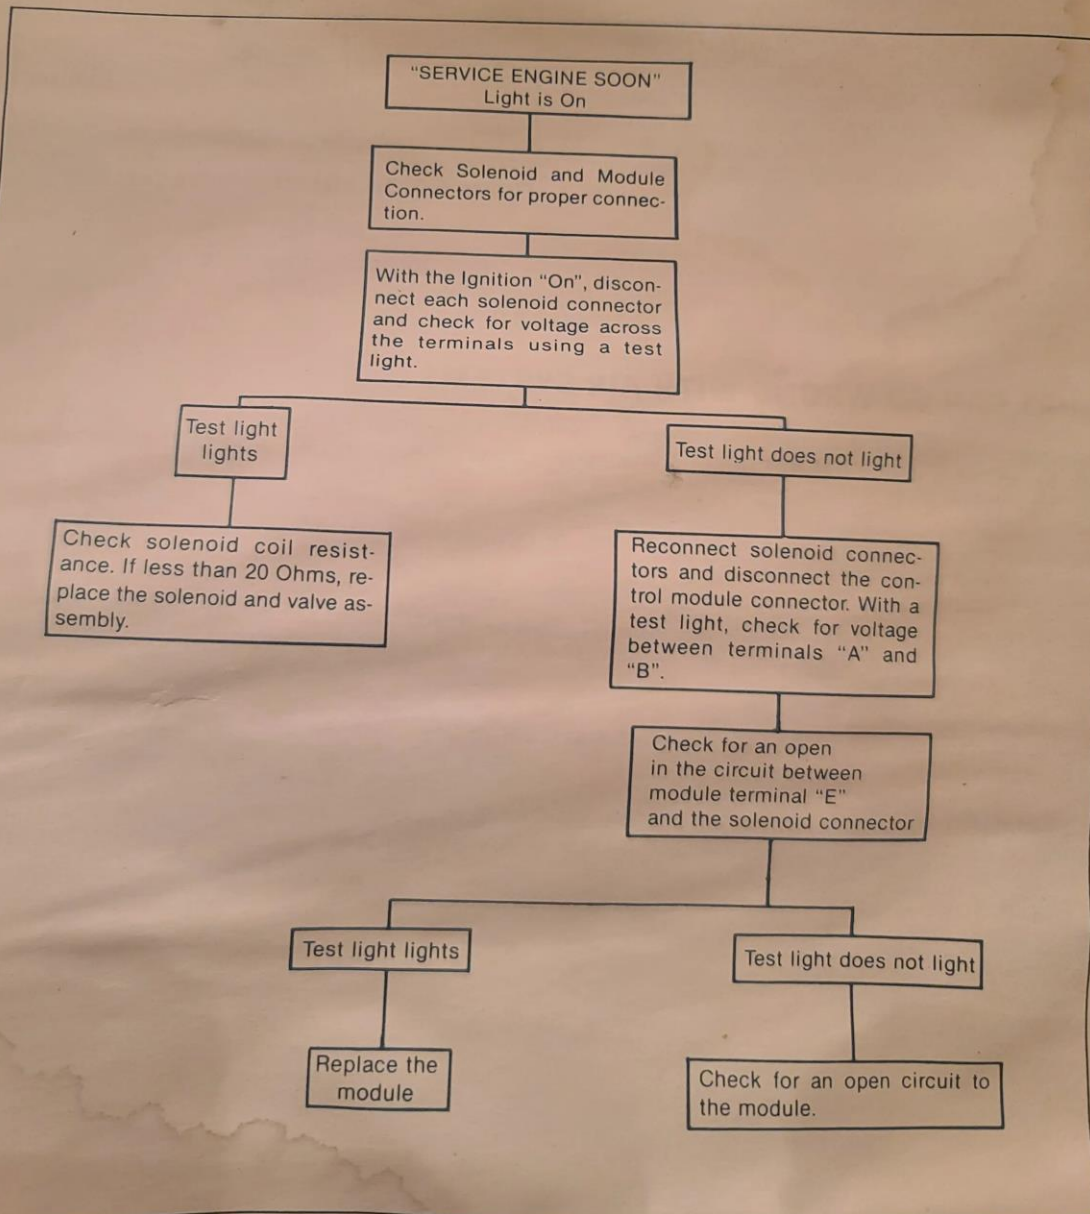 "SERVICE ENGINE SOON"
Light is On
Check Solenoid and Module
Connectors for proper connec-
tion.
With the Ignition “On”, discon-
nect each solenoid connector
and check for voltage across
the terminals using a test
light.
Test light
lights
Test light does not light
Check solenoid coil resist-
ance. If less than 20 Ohms, re-
place the solenoid and valve as-
sembly.
Reconnect solenoid connec-
tors and disconnect the con-
trol module connector. With a
test light, check for voltage
between terminals “A” and
“B”.
Check for an open
in the circuit between
module terminal “E”
and the solenoid connector
Test light lights
Test light does not light
Replace the
module
Check for an open circuit to
the module.